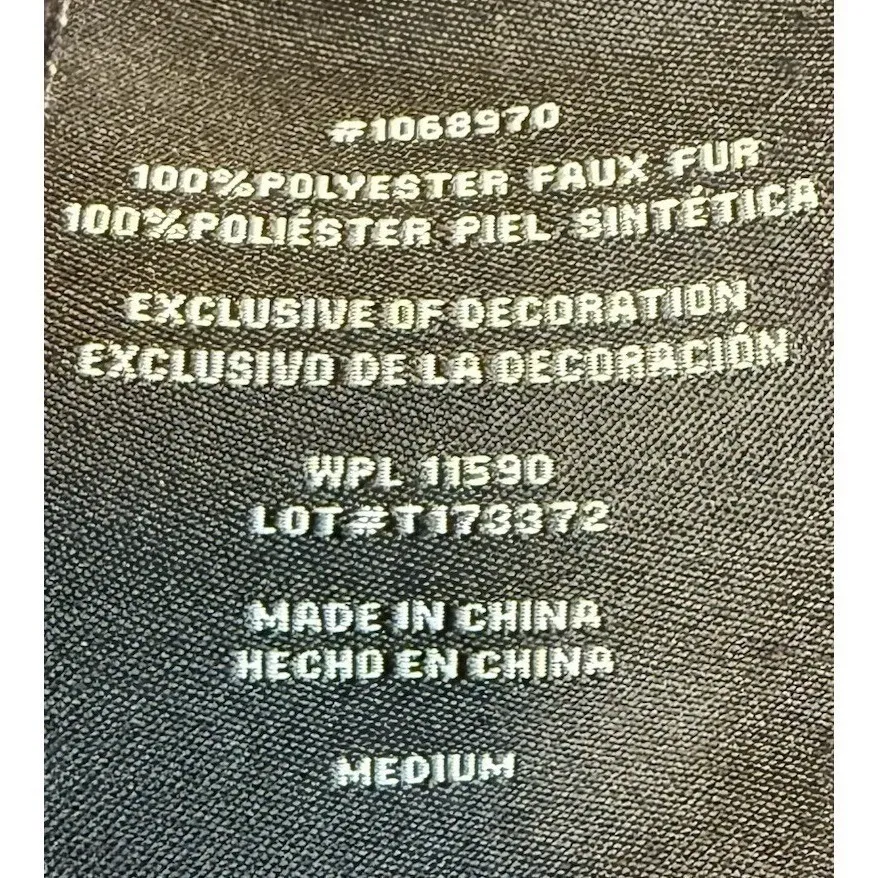 #1068970
100%POLYESTER FAUX FUR
100%POLIÉSTER PIEL SINTÉTICA
EXCLUSIVE OF DECORATION
EXCLUSIVO DE LA DECORACIÓN
WPL 11590
LOT#T173372
MADE IN CHINA
HECHO EN CHINA
MEDIUM